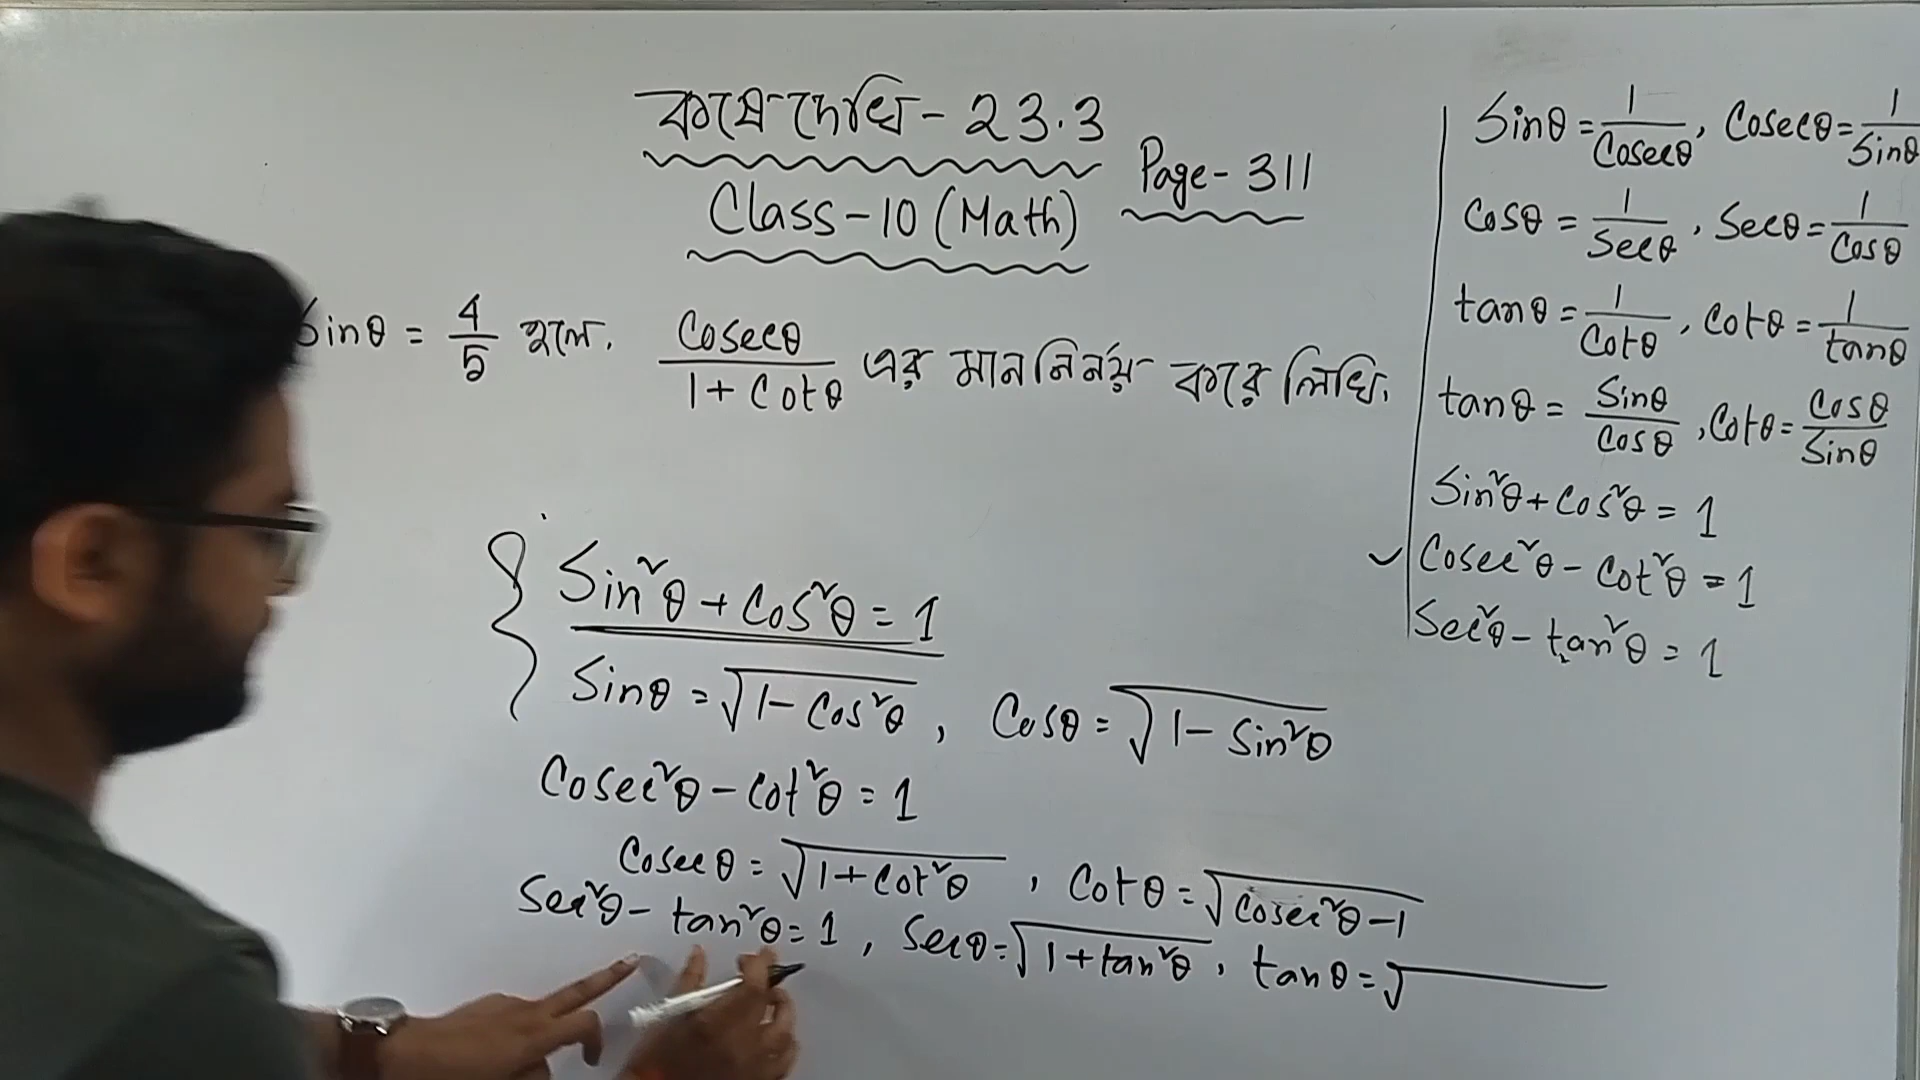 কষে দেখি - 23.3
Page - 311
Class - 10 (Math)
Sinθ = 4/5 হলে, Cosecθ/(1 + Cotθ) এর মান নির্ণয় করে লিখি,
Sin²θ + Cos²θ = 1
Sinθ = √(1 - Cos²θ), Cosθ = √(1 - Sin²θ)
Cosec²θ - Cot²θ = 1
Cosecθ = √(1 + Cot²θ), Cotθ = √(Cosec²θ - 1)
Sec²θ - tan²θ = 1, Secθ = √(1 + tan²θ), tanθ = √
Sinθ = 1/Cosecθ, Cosecθ = 1/Sinθ
Cosθ = 1/Secθ, Secθ = 1/Cosθ
tanθ = 1/Cotθ, Cotθ = 1/tanθ
tanθ = Sinθ/Cosθ, Cotθ = Cosθ/Sinθ
Sin²θ + Cos²θ = 1
✓ Cosec²θ - Cot²θ = 1
Sec²θ - tan²θ = 1